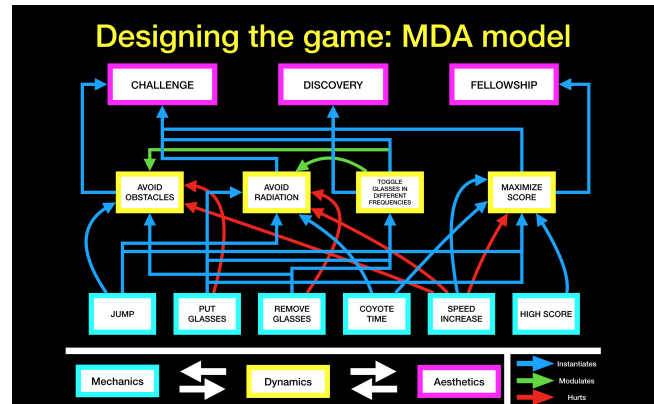 Designing the game: MDA model
CHALLENGE
DISCOVERY
FELLOWSHIP
AVOID
OBSTACLES
AVOID
RADIATION
TOGGLE
GLASSES IN
DIFFERENT
FREQUENCIES
MAXIMIZE
SCORE
JUMP
PUT
GLASSES
REMOVE
GLASSES
COYOTE
TIME
SPEED
INCREASE
HIGH SCORE
Mechanics
Dynamics
Aesthetics
Instantiates
Modulates
Hurts